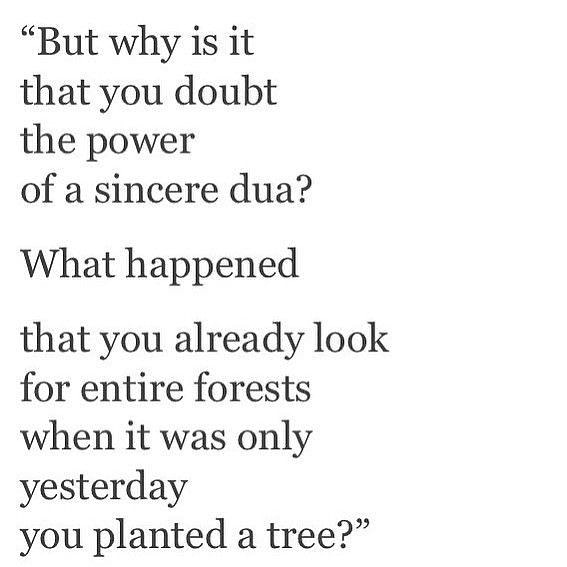 “But why is it
that you doubt
the power
of a sincere dua?
What happened
that you already look
for entire forests
when it was only
yesterday
you planted a tree?”